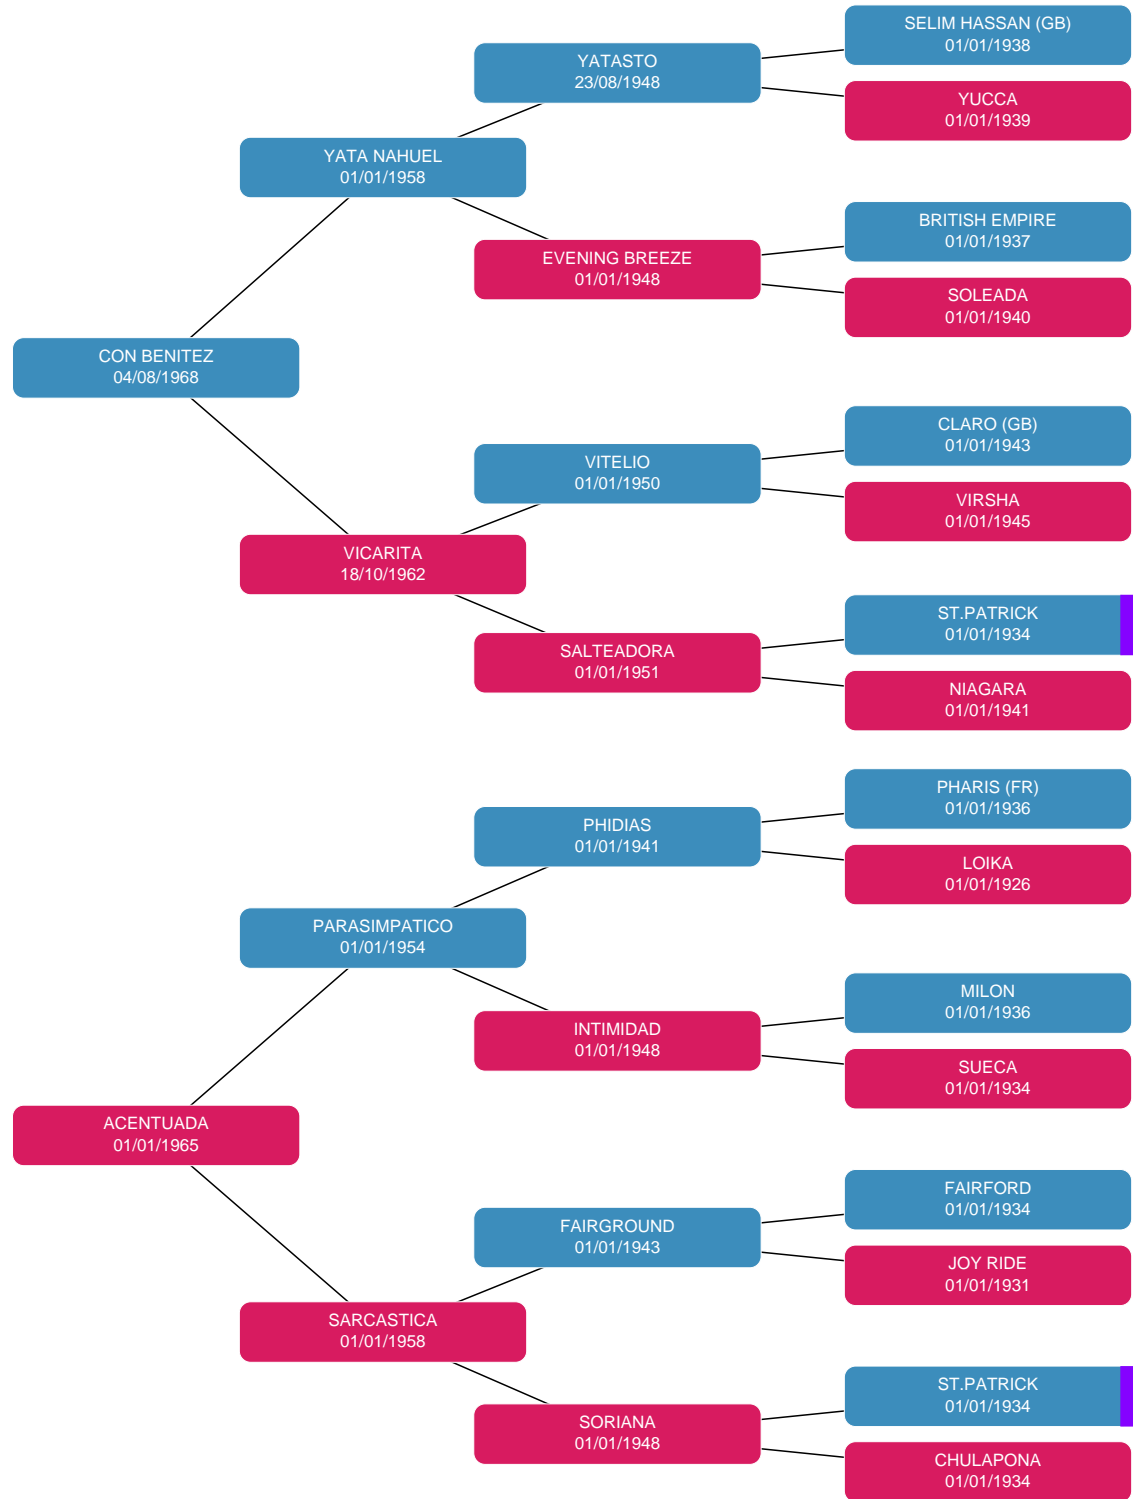 SELIM HASSAN (GB)
01/01/1938
YATASTO
23/08/1948
YUCCA
01/01/1939
YATA NAHUEL
01/01/1958
BRITISH EMPIRE
01/01/1937
EVENING BREEZE
01/01/1948
SOLEADA
01/01/1940
CON BENITEZ
04/08/1968
CLARO (GB)
01/01/1943
VITELIO
01/01/1950
VIRSHA
01/01/1945
VICARITA
18/10/1962
ST.PATRICK
01/01/1934
SALTEADORA
01/01/1951
NIAGARA
01/01/1941
PHARIS (FR)
01/01/1936
PHIDIAS
01/01/1941
LOIKA
01/01/1926
PARASIMPATICO
01/01/1954
MILON
01/01/1936
INTIMIDAD
01/01/1948
SUECA
01/01/1934
ACENTUADA
01/01/1965
FAIRFORD
01/01/1934
FAIRGROUND
01/01/1943
JOY RIDE
01/01/1931
SARCASTICA
01/01/1958
ST.PATRICK
01/01/1934
SORIANA
01/01/1948
CHULAPONA
01/01/1934